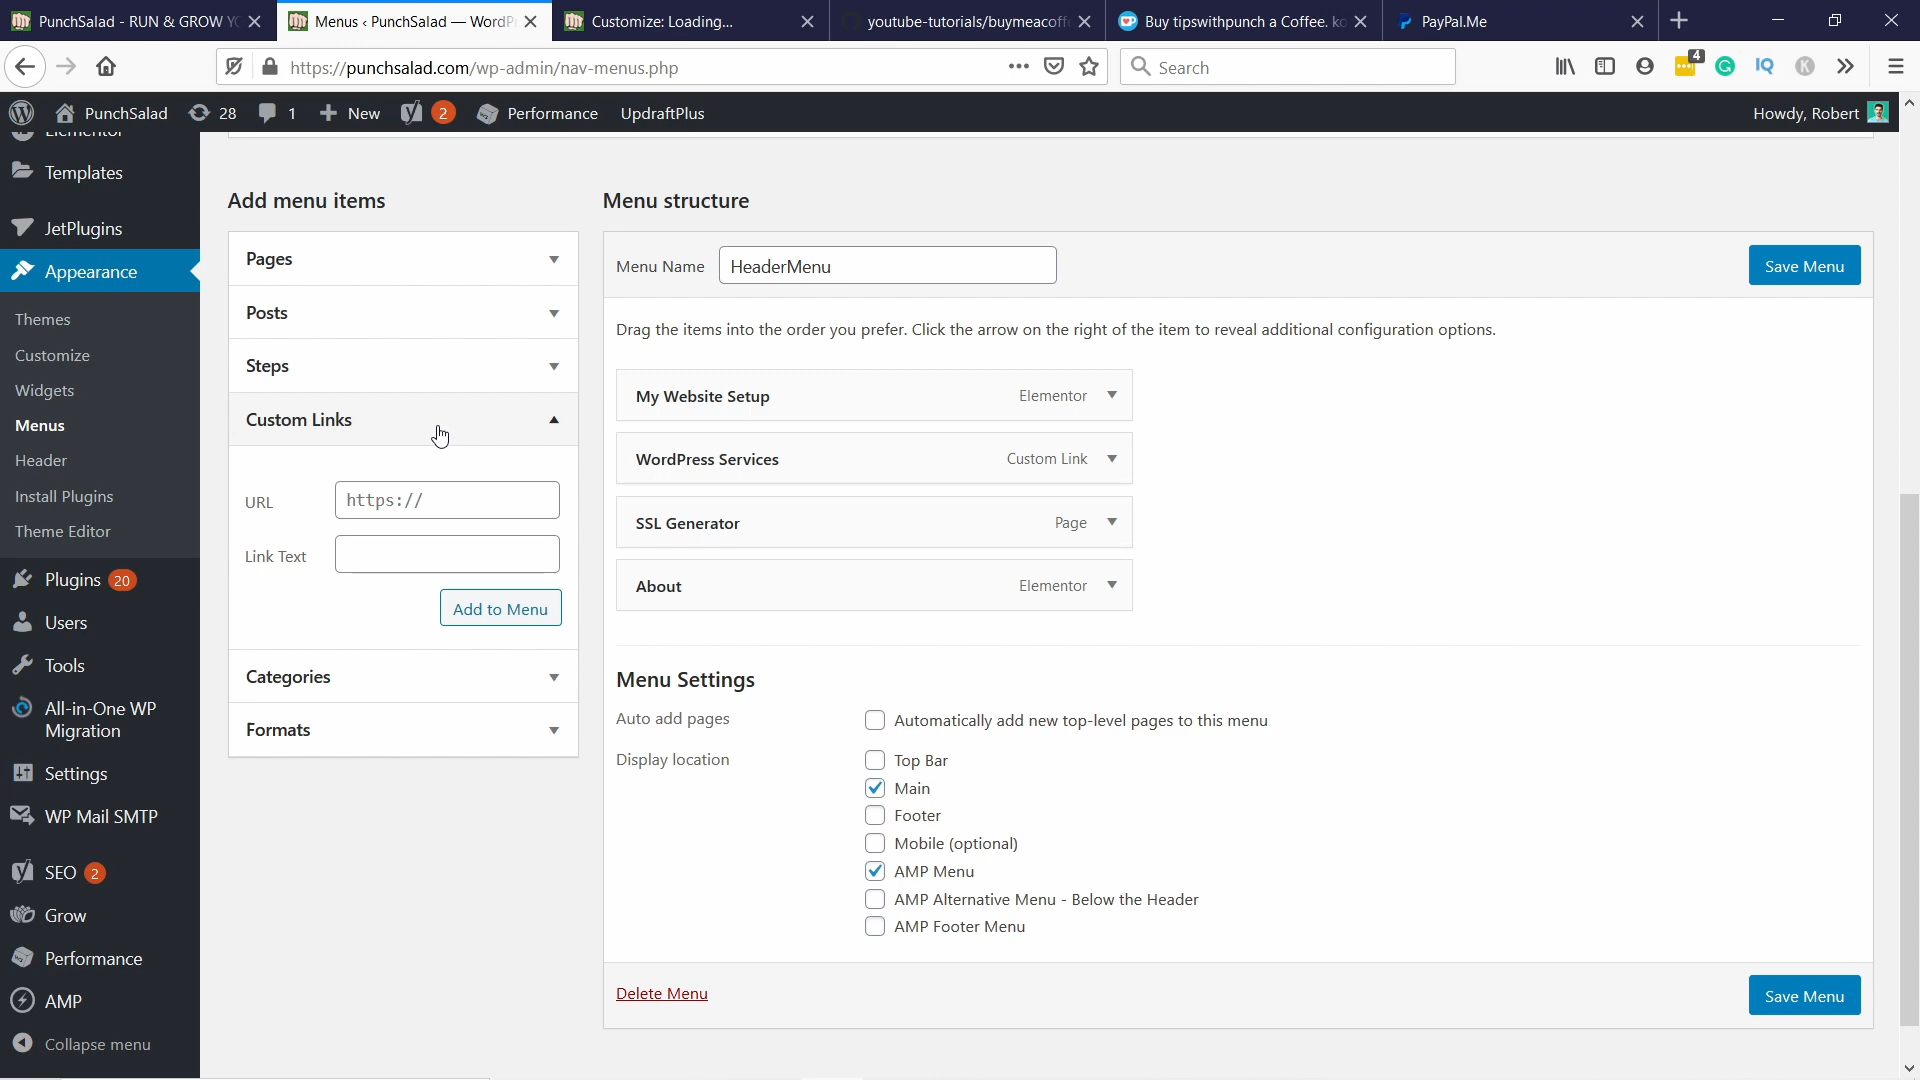 PunchSalad - RUN & GROW YO
Menus ‹ PunchSalad — WordPr
Customize: Loading...
youtube-tutorials/buymeacoffe
Buy tipswithpunch a Coffee. ko
PayPal.Me
https://punchsalad.com/wp-admin/nav-menus.php
Search
4
PunchSalad
28
1
New
2
Performance
UpdraftPlus
Howdy, Robert
Elementor
Templates
JetPlugins
Appearance
Themes
Customize
Widgets
Menus
Header
Install Plugins
Theme Editor
Plugins 20
Users
Tools
All-in-One WP
Migration
Settings
WP Mail SMTP
SEO 2
Grow
Performance
AMP
Collapse menu
Add menu items
Pages
Posts
Steps
Custom Links
URL
https://
Link Text
Add to Menu
Categories
Formats
Menu structure
Menu Name
HeaderMenu
Save Menu
Drag the items into the order you prefer. Click the arrow on the right of the item to reveal additional configuration options.
My Website Setup Elementor
WordPress Services Custom Link
SSL Generator Page
About Elementor
Menu Settings
Auto add pages
Automatically add new top-level pages to this menu
Display location
Top Bar
Main
Footer
Mobile (optional)
AMP Menu
AMP Alternative Menu - Below the Header
AMP Footer Menu
Delete Menu
Save Menu